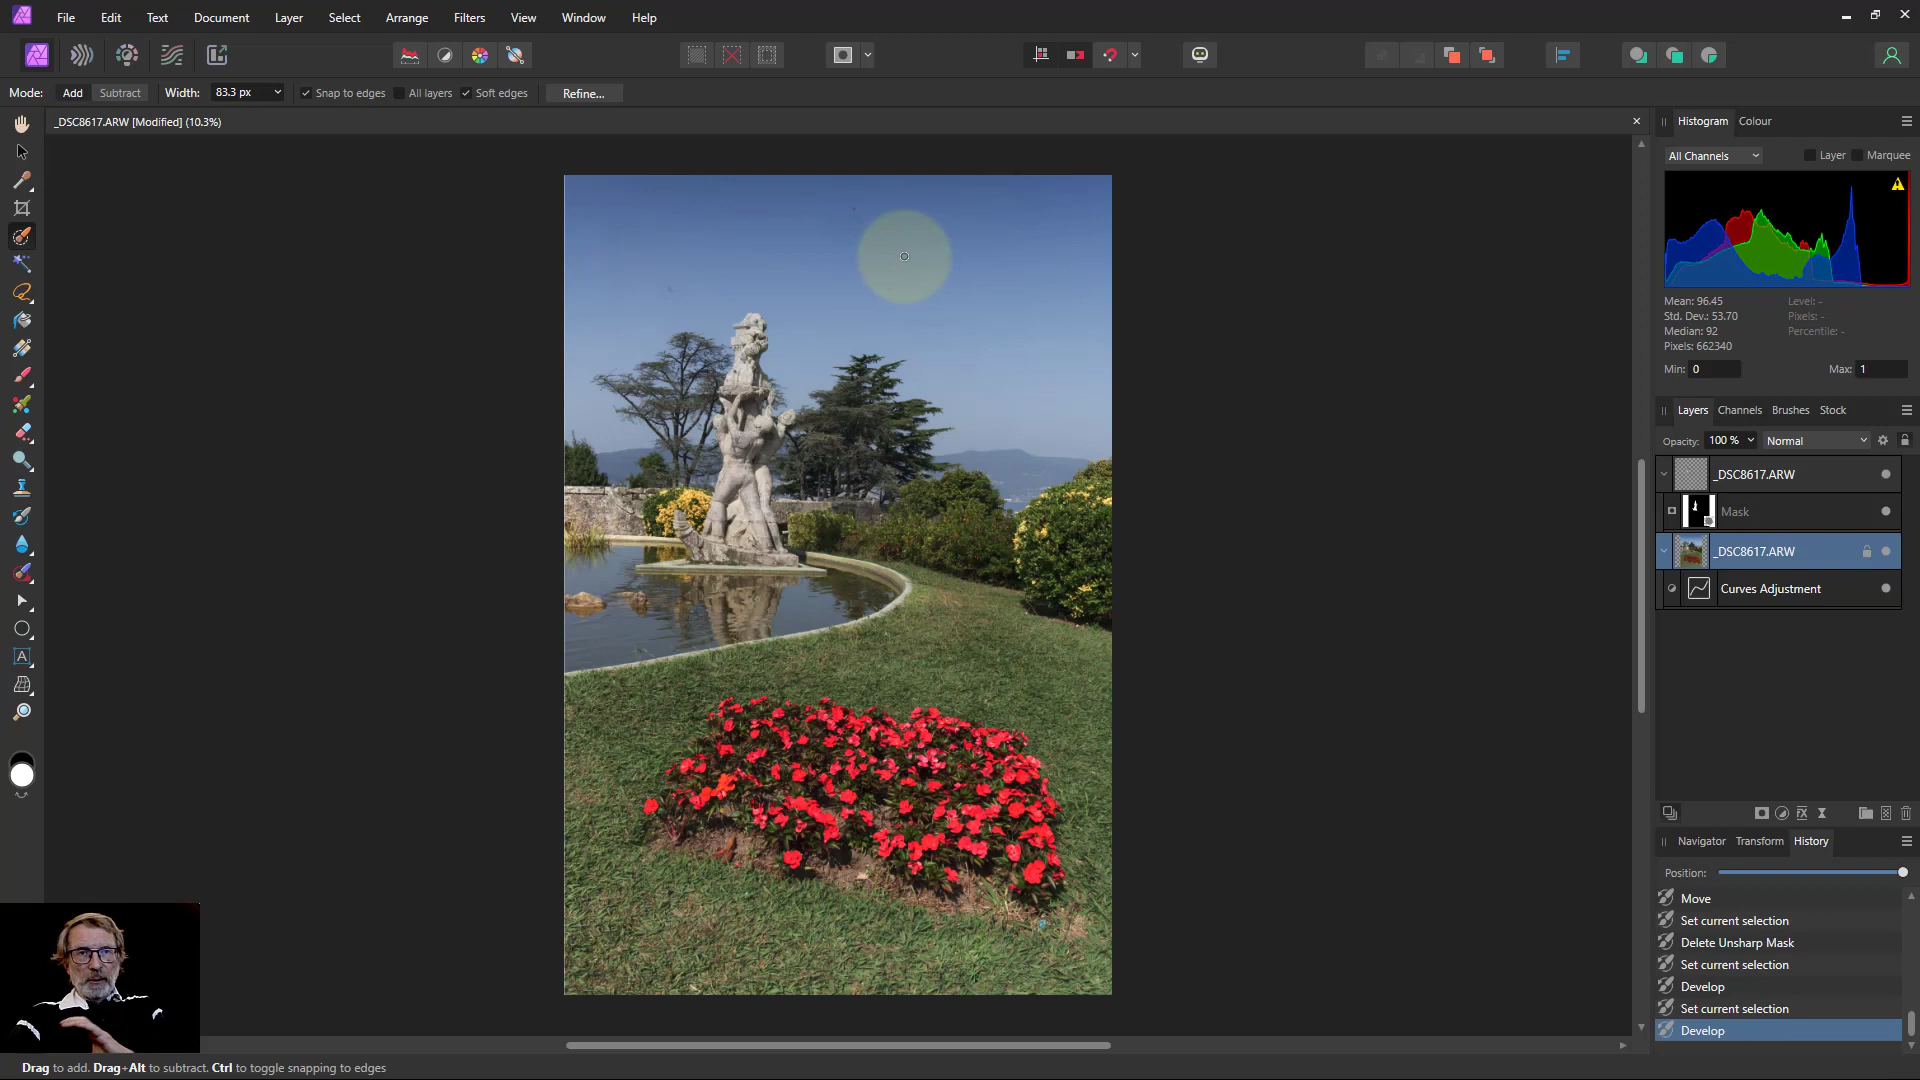 File Edit Text Document Layer Select Arrange Filters View Window Help
Mode: Add Subtract Width: 83.3 px Snap to edges All layers Soft edges Refine...
_DSC8617.ARW [Modified] (10.3%)
Histogram Colour
All Channels Layer Marquee
Mean: 96.45 Level: -
Std. Dev.: 53.70 Pixels: -
Median: 92 Percentile: -
Pixels: 662340
Min: 0 Max: 1
Layers Channels Brushes Stock
Opacity: 100 % Normal
_DSC8617.ARW
Mask
_DSC8617.ARW
Curves Adjustment
Navigator Transform History
Position:
Move
Set current selection
Delete Unsharp Mask
Set current selection
Develop
Set current selection
Develop
Drag to add. Drag+Alt to subtract. Ctrl to toggle snapping to edges